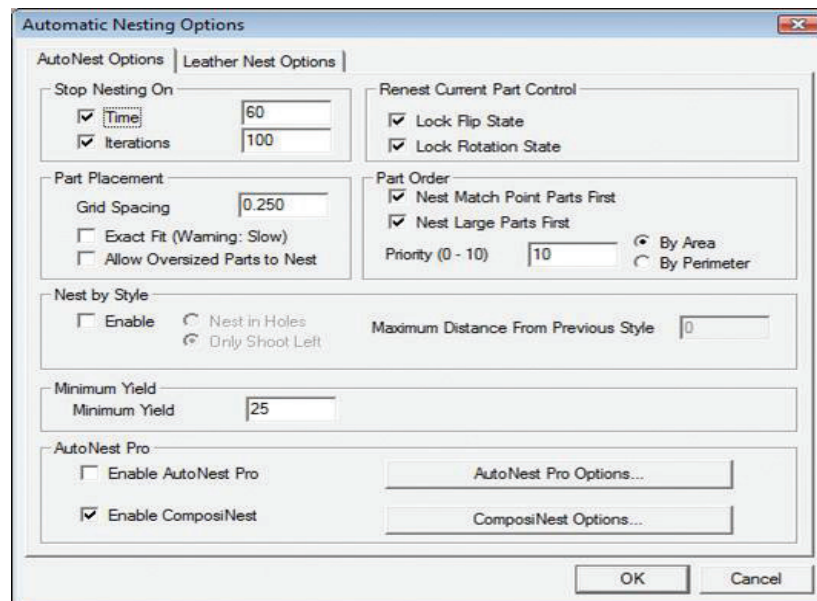 Automatic Nesting Options
AutoNest Options
Leather Nest Options
Stop Nesting On
Time
60
Iterations
100
Renest Current Part Control
Lock Flip State
Lock Rotation State
Part Placement
Grid Spacing
0.250
Exact Fit (Warning: Slow)
Allow Oversized Parts to Nest
Part Order
Nest Match Point Parts First
Nest Large Parts First
Priority (0 - 10)
10
By Area
By Perimeter
Nest by Style
Enable
Nest in Holes
Only Shoot Left
Maximum Distance From Previous Style
0
Minimum Yield
Minimum Yield
25
AutoNest Pro
Enable AutoNest Pro
AutoNest Pro Options...
Enable ComposiNest
ComposiNest Options...
OK
Cancel